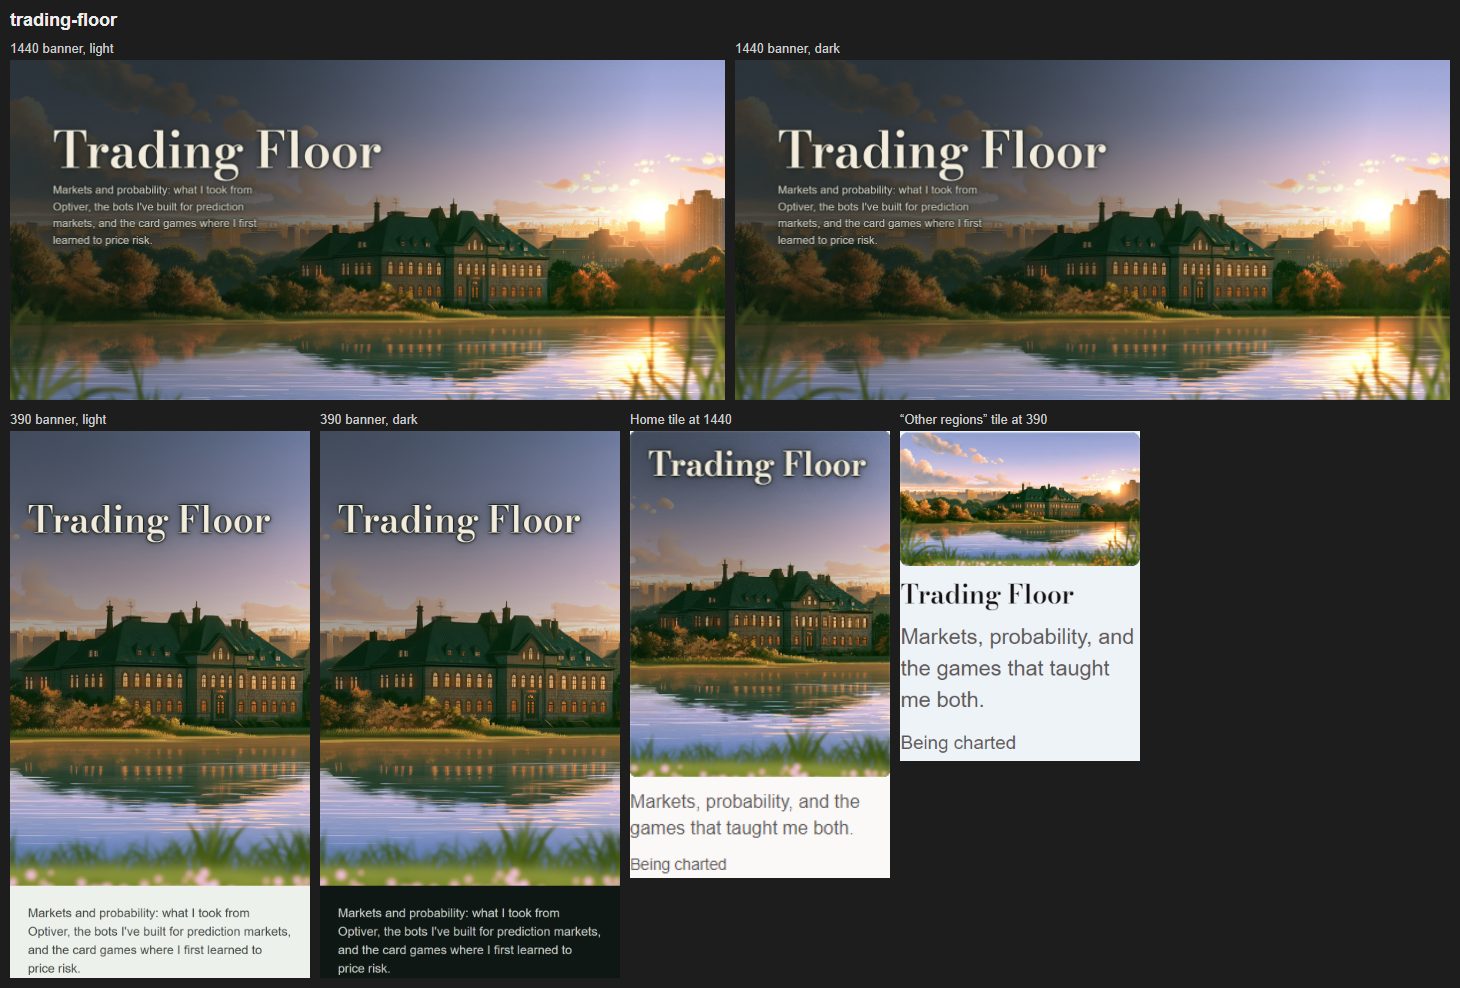 trading-floor
1440 banner, light
1440 banner, dark
Trading Floor
Markets and probability: what I took from
Optiver, the bots I've built for prediction
markets, and the card games where I first
learned to price risk.
Trading Floor
Markets and probability: what I took from
Optiver, the bots I've built for prediction
markets, and the card games where I first
learned to price risk.
390 banner, light
390 banner, dark
Home tile at 1440
“Other regions” tile at 390
Trading Floor
Markets and probability: what I took from
Optiver, the bots I've built for prediction markets,
and the card games where I first learned to
price risk.
Trading Floor
Markets and probability: what I took from
Optiver, the bots I've built for prediction markets,
and the card games where I first learned to
price risk.
Trading Floor
Markets, probability, and the
games that taught me both.
Being charted
Trading Floor
Markets, probability, and
the games that taught
me both.
Being charted